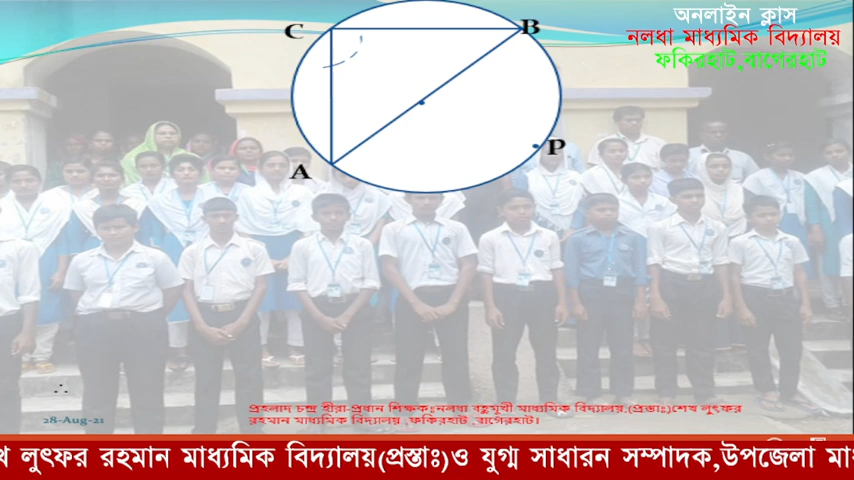 অনলাইন ক্লাস
নলধা মাধ্যমিক বিদ্যালয়
ফকিরহাট,বাগেরহাট
C
B
P
A
∴
28-Aug-21
প্রহলাদ চন্দ্র হীরা-প্রধান শিক্ষকঃনলধা বহুমুখী মাধ্যমিক বিদ্যালয়.(প্রস্তাঃ)শেখ লুৎফর
রহমান মাধ্যমিক বিদ্যালয় ,ফকিরহাট ,বাগেরহাট।
খ লুৎফর রহমান মাধ্যমিক বিদ্যালয়(প্রস্তাঃ)ও যুগ্ম সাধারন সম্পাদক,উপজেলা